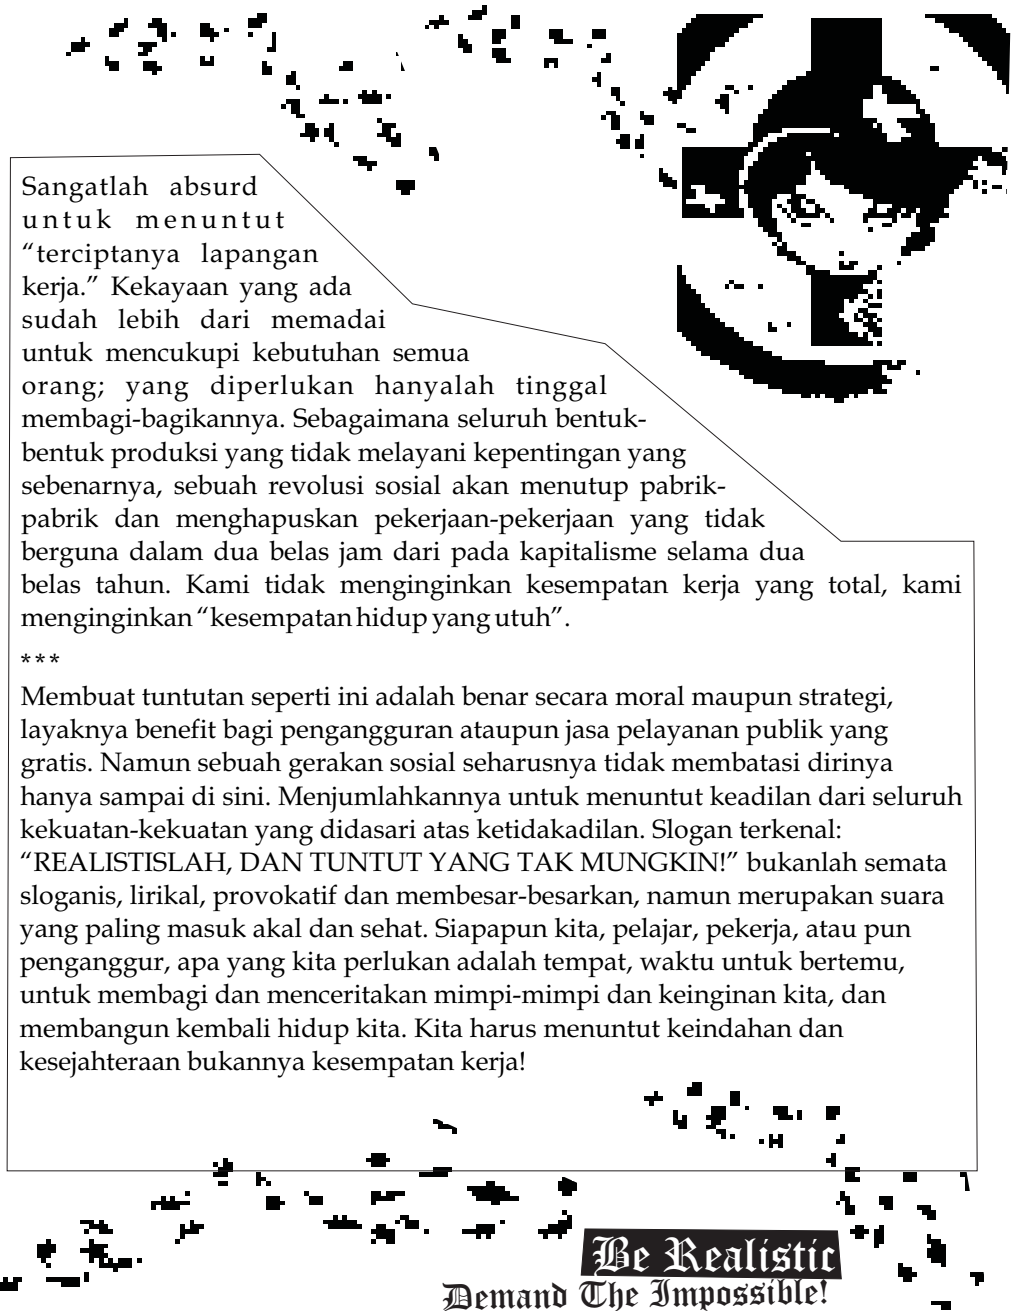 Sangatlah absurd
untuk menuntut
“terciptanya lapangan
kerja.” Kekayaan yang ada
sudah lebih dari memadai
untuk mencukupi kebutuhan semua
orang; yang diperlukan hanyalah tinggal
membagi-bagikannya. Sebagaimana seluruh bentuk-
bentuk produksi yang tidak melayani kepentingan yang
sebenarnya, sebuah revolusi sosial akan menutup pabrik-
pabrik dan menghapuskan pekerjaan-pekerjaan yang tidak
berguna dalam dua belas jam dari pada kapitalisme selama dua
belas tahun. Kami tidak menginginkan kesempatan kerja yang total, kami
menginginkan “kesempatan hidup yang utuh”.
***
Membuat tuntutan seperti ini adalah benar secara moral maupun strategi,
layaknya benefit bagi pengangguran ataupun jasa pelayanan publik yang
gratis. Namun sebuah gerakan sosial seharusnya tidak membatasi dirinya
hanya sampai di sini. Menjumlahkannya untuk menuntut keadilan dari seluruh
kekuatan-kekuatan yang didasari atas ketidakadilan. Slogan terkenal:
“REALISTISLAH, DAN TUNTUT YANG TAK MUNGKIN!” bukanlah semata
sloganis, lirikal, provokatif dan membesar-besarkan, namun merupakan suara
yang paling masuk akal dan sehat. Siapapun kita, pelajar, pekerja, atau pun
penganggur, apa yang kita perlukan adalah tempat, waktu untuk bertemu,
untuk membagi dan menceritakan mimpi-mimpi dan keinginan kita, dan
membangun kembali hidup kita. Kita harus menuntut keindahan dan
kesejahteraan bukannya kesempatan kerja!
Be Realistic
Demand The Impossible!